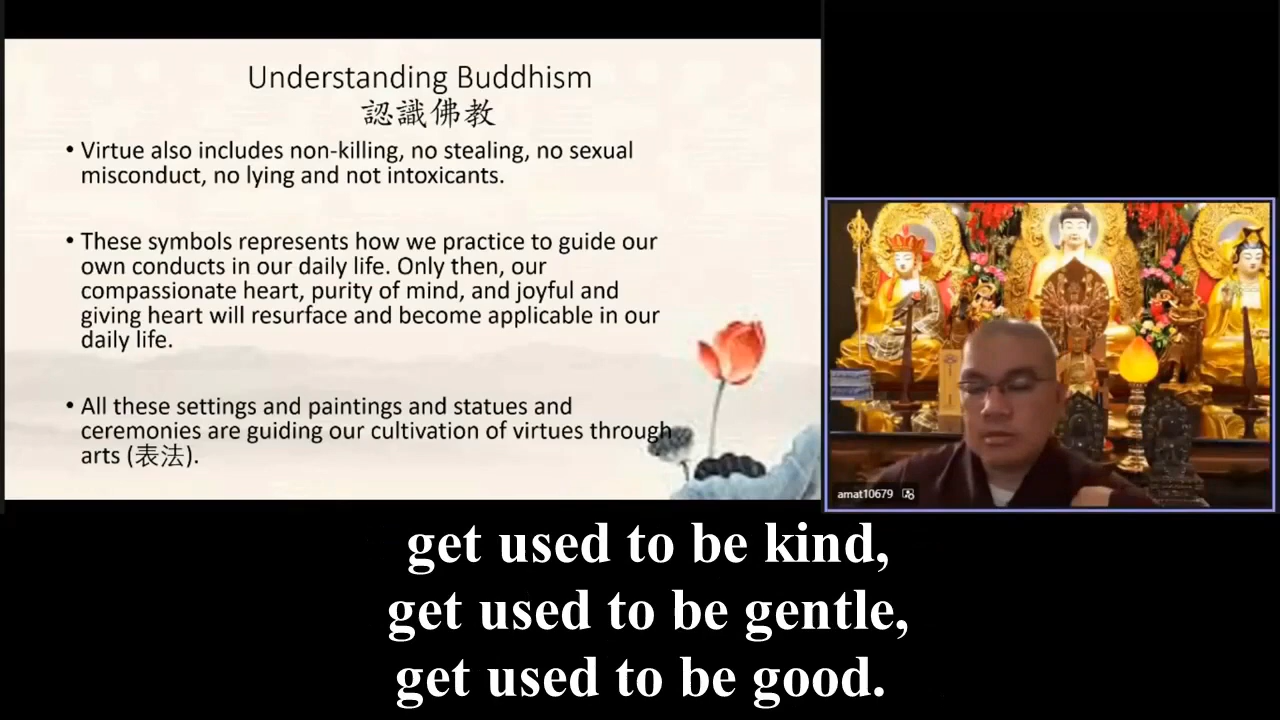 Understanding Buddhism
認識佛教
• Virtue also includes non-killing, no stealing, no sexual
misconduct, no lying and not intoxicants.
• These symbols represents how we practice to guide our
own conducts in our daily life. Only then, our
compassionate heart, purity of mind, and joyful and
giving heart will resurface and become applicable in our
daily life.
• All these settings and paintings and statues and
ceremonies are guiding our cultivation of virtues through
arts (表法).
amat10679
get used to be kind,
get used to be gentle,
get used to be good.